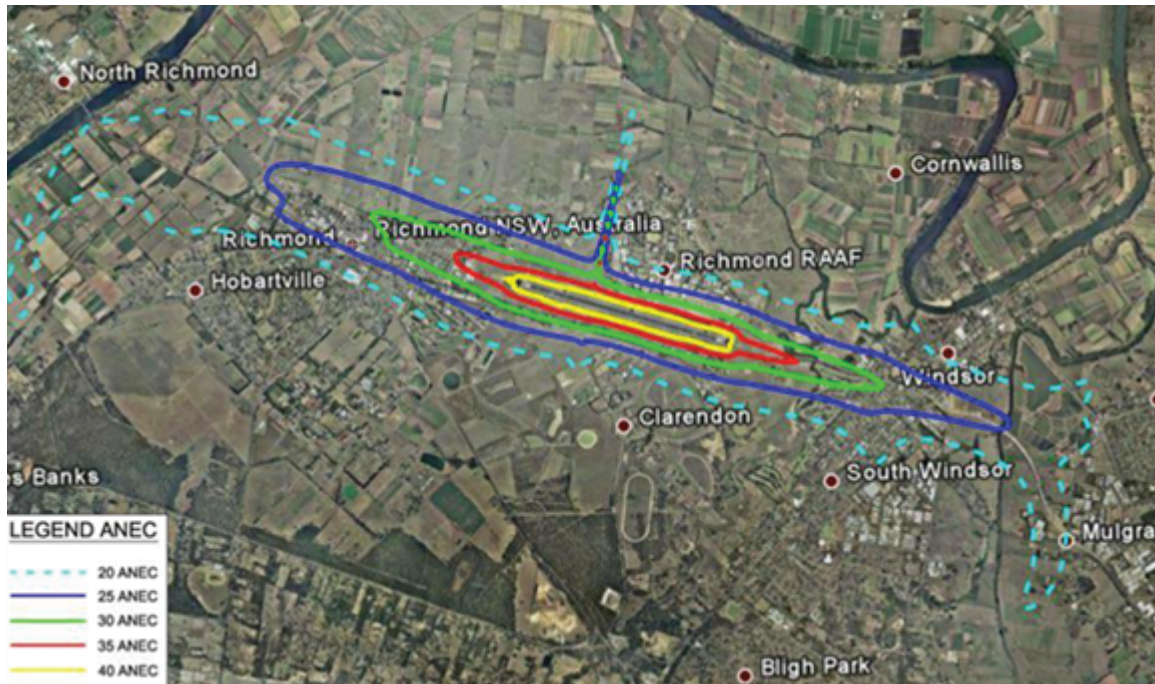 North Richmond
Cornwallis
Richmond
Richmond NSW, Australia
Richmond RAAF
Hobartville
Windsor
Clarendon
es Banks
South Windsor
Mulgra
LEGEND ANEC
20 ANEC
25 ANEC
30 ANEC
35 ANEC
40 ANEC
Bligh Park